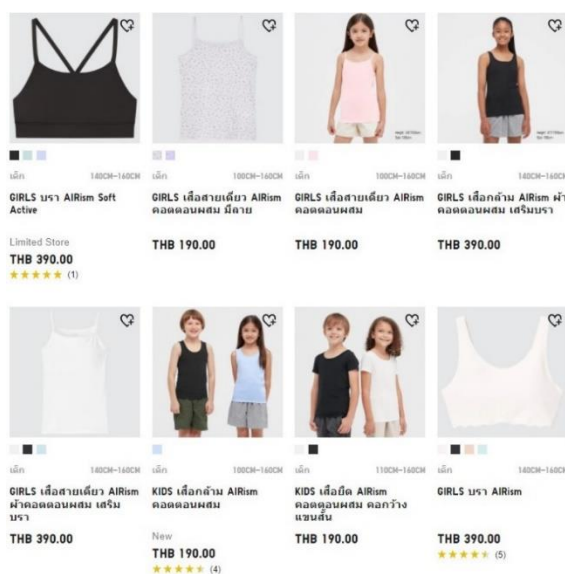 เด็ก 140CM-160CM
GIRLS บรา AIRism Soft
Active
Limited Store
THB 390.00
(1)
เด็ก 100CM-160CM
GIRLS เสื้อสายเดี่ยว AIRism
คอตตอนผสม มีลาย
THB 190.00
เด็ก 100CM-160CM
GIRLS เสื้อสายเดี่ยว AIRism
คอตตอนผสม
THB 190.00
เด็ก 140CM-160CM
GIRLS เสื้อกล้าม AIRism ผ้า
คอตตอนผสม เสริมบรา
THB 390.00
เด็ก 140CM-160CM
GIRLS เสื้อสายเดี่ยว AIRism
ผ้าคอตตอนผสม เสริม
บรา
THB 390.00
เด็ก 100CM-160CM
KIDS เสื้อกล้าม AIRism
คอตตอนผสม
New
THB 190.00
(4)
เด็ก 110CM-160CM
KIDS เสื้อยืด AIRism
คอตตอนผสม คอกว้าง
แขนสั้น
THB 190.00
เด็ก 140CM-160CM
GIRLS บรา AIRism
THB 390.00
(5)